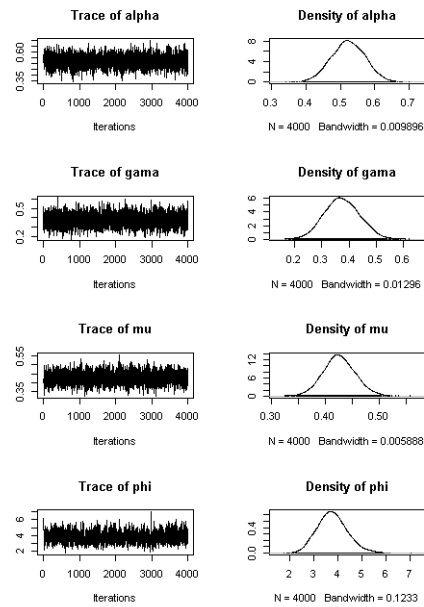 Trace of alpha
0.35 0.60
0 1000 2000 3000 4000
Iterations
Density of alpha
0 4 8
0.3 0.4 0.5 0.6 0.7
N = 4000 Bandwidth = 0.009896
Trace of gama
0.2 0.5
0 1000 2000 3000 4000
Iterations
Density of gama
0 2 4 6
0.2 0.3 0.4 0.5 0.6
N = 4000 Bandwidth = 0.01296
Trace of mu
0.35 0.55
0 1000 2000 3000 4000
Iterations
Density of mu
0 6 12
0.30 0.40 0.50
N = 4000 Bandwidth = 0.005888
Trace of phi
2 4 6
0 1000 2000 3000 4000
Iterations
Density of phi
0.0 0.4
2 3 4 5 6 7
N = 4000 Bandwidth = 0.1233